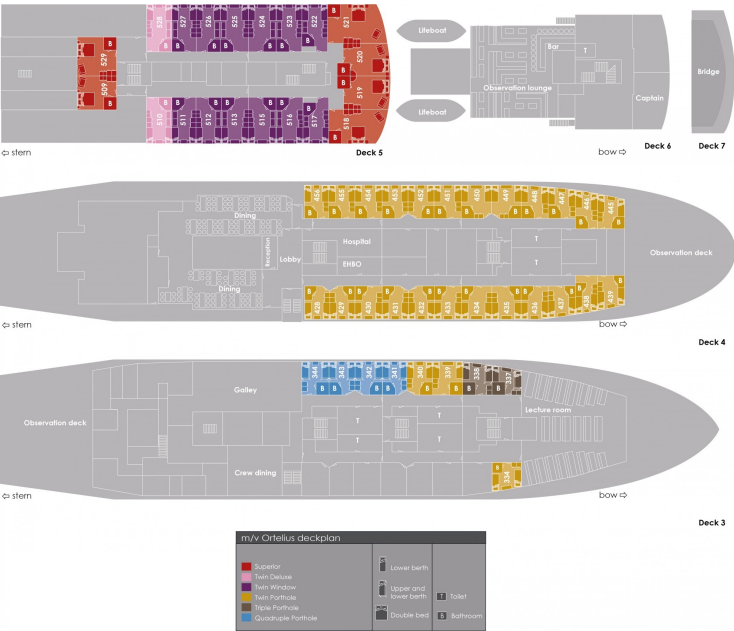 528 527 526 525 524 523 522 521
B B B B B B B B
529 B 520
B
B
509 B 519
510 511 512 513 515 516 517 518
B B B B B B B
⇦ stern
Deck 5
Lifeboat
Lifeboat
Bar
T
Observation lounge
Captain
bow ⇨
Deck 6
Bridge
Deck 7
456 455 454 453 452 451 450 449 448 447 446 445
B B B B B B B B B B B B
Dining
Reception
Lobby
Hospital
EHBO
T
T
Observation deck
Dining
B B B B B B B B B B B B
428 429 430 431 432 433 434 435 436 437 438 439
⇦ stern
bow ⇨
Deck 4
344 343 342 341 340 339 338 337
B B B B B B B B
Galley
Lecture room
Observation deck
T
T
T
T
Crew dining
B
334
⇦ stern
bow ⇨
Deck 3
m/v Ortelius deckplan
Superior
Twin Deluxe
Twin Window
Twin Porthole
Triple Porthole
Quadruple Porthole
Lower berth
Upper and
lower berth
Double bed
T Toilet
B Bathroom